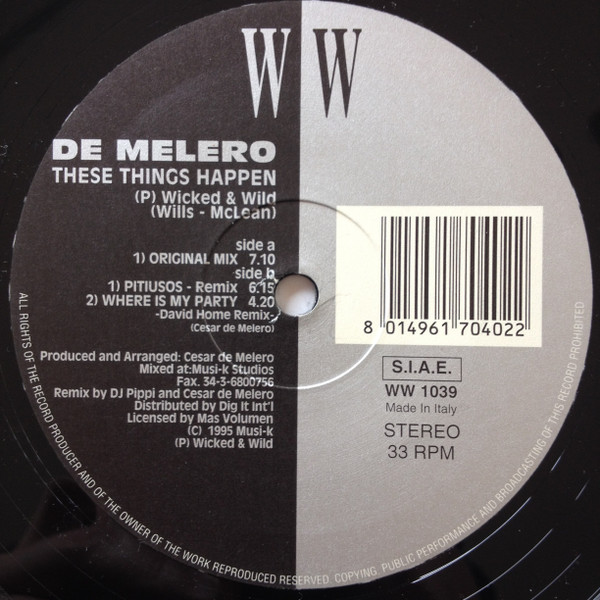 W W
DE MELERO
THESE THINGS HAPPEN
(P) Wicked & Wild
(Wills - McLean)
side a
1) ORIGINAL MIX 7.10
side b
1) PITIUSOS - Remix 6.15
2) WHERE IS MY PARTY 4.20
-David Home Remix-
(Cesar de Melero)
Produced and Arranged: Cesar de Melero
Mixed at:Musi-k Studios
Fax. 34-3-6800756
Remix by DJ Pippi and Cesar de Melero
Distributed by Dig It Int'l
Licensed by Mas Volumen
(C) 1995 Musi-k
(P) Wicked & Wild
8 014961 704022
S.I.A.E.
WW 1039
Made In Italy
STEREO
33 RPM
ALL RIGHTS OF THE RECORD PRODUCER AND OF THE OWNER OF THE WORK REPRODUCED RESERVED. COPYING, PUBLIC PERFORMANCE AND BROADCASTING OF THIS RECORD PROHIBITED